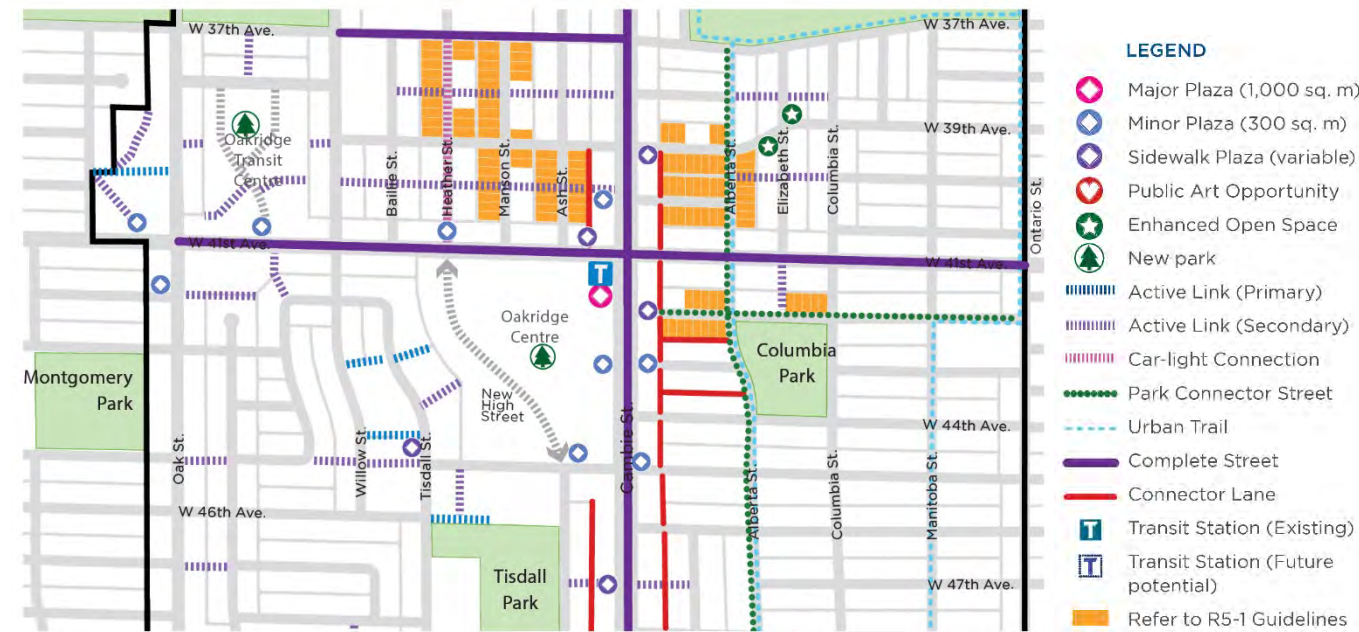 W 37th Ave.
W 37th Ave.
LEGEND
Major Plaza (1,000 sq. m)
Minor Plaza (300 sq. m)
Sidewalk Plaza (variable)
Public Art Opportunity
Enhanced Open Space
New park
Active Link (Primary)
Active Link (Secondary)
Car-light Connection
Park Connector Street
Urban Trail
Complete Street
Connector Lane
T
Transit Station (Existing)
T
Transit Station (Future
potential)
Refer to R5-1 Guidelines
W 39th Ave.
Oakridge
Transit
Centre
Baillie St.
Heather St.
Manson St.
Ash St.
Alberta St.
Elizabeth St.
Columbia St.
Ontario St.
W 41st Ave.
W 41st Ave.
T
Oakridge
Centre
New
High
Street
Columbia
Park
Montgomery
Park
Oak St.
Willow St.
Tisdall St.
Cambie St.
W 44th Ave.
Alberta St.
Columbia St.
Manitoba St.
W 46th Ave.
Tisdall
Park
W 47th Ave.